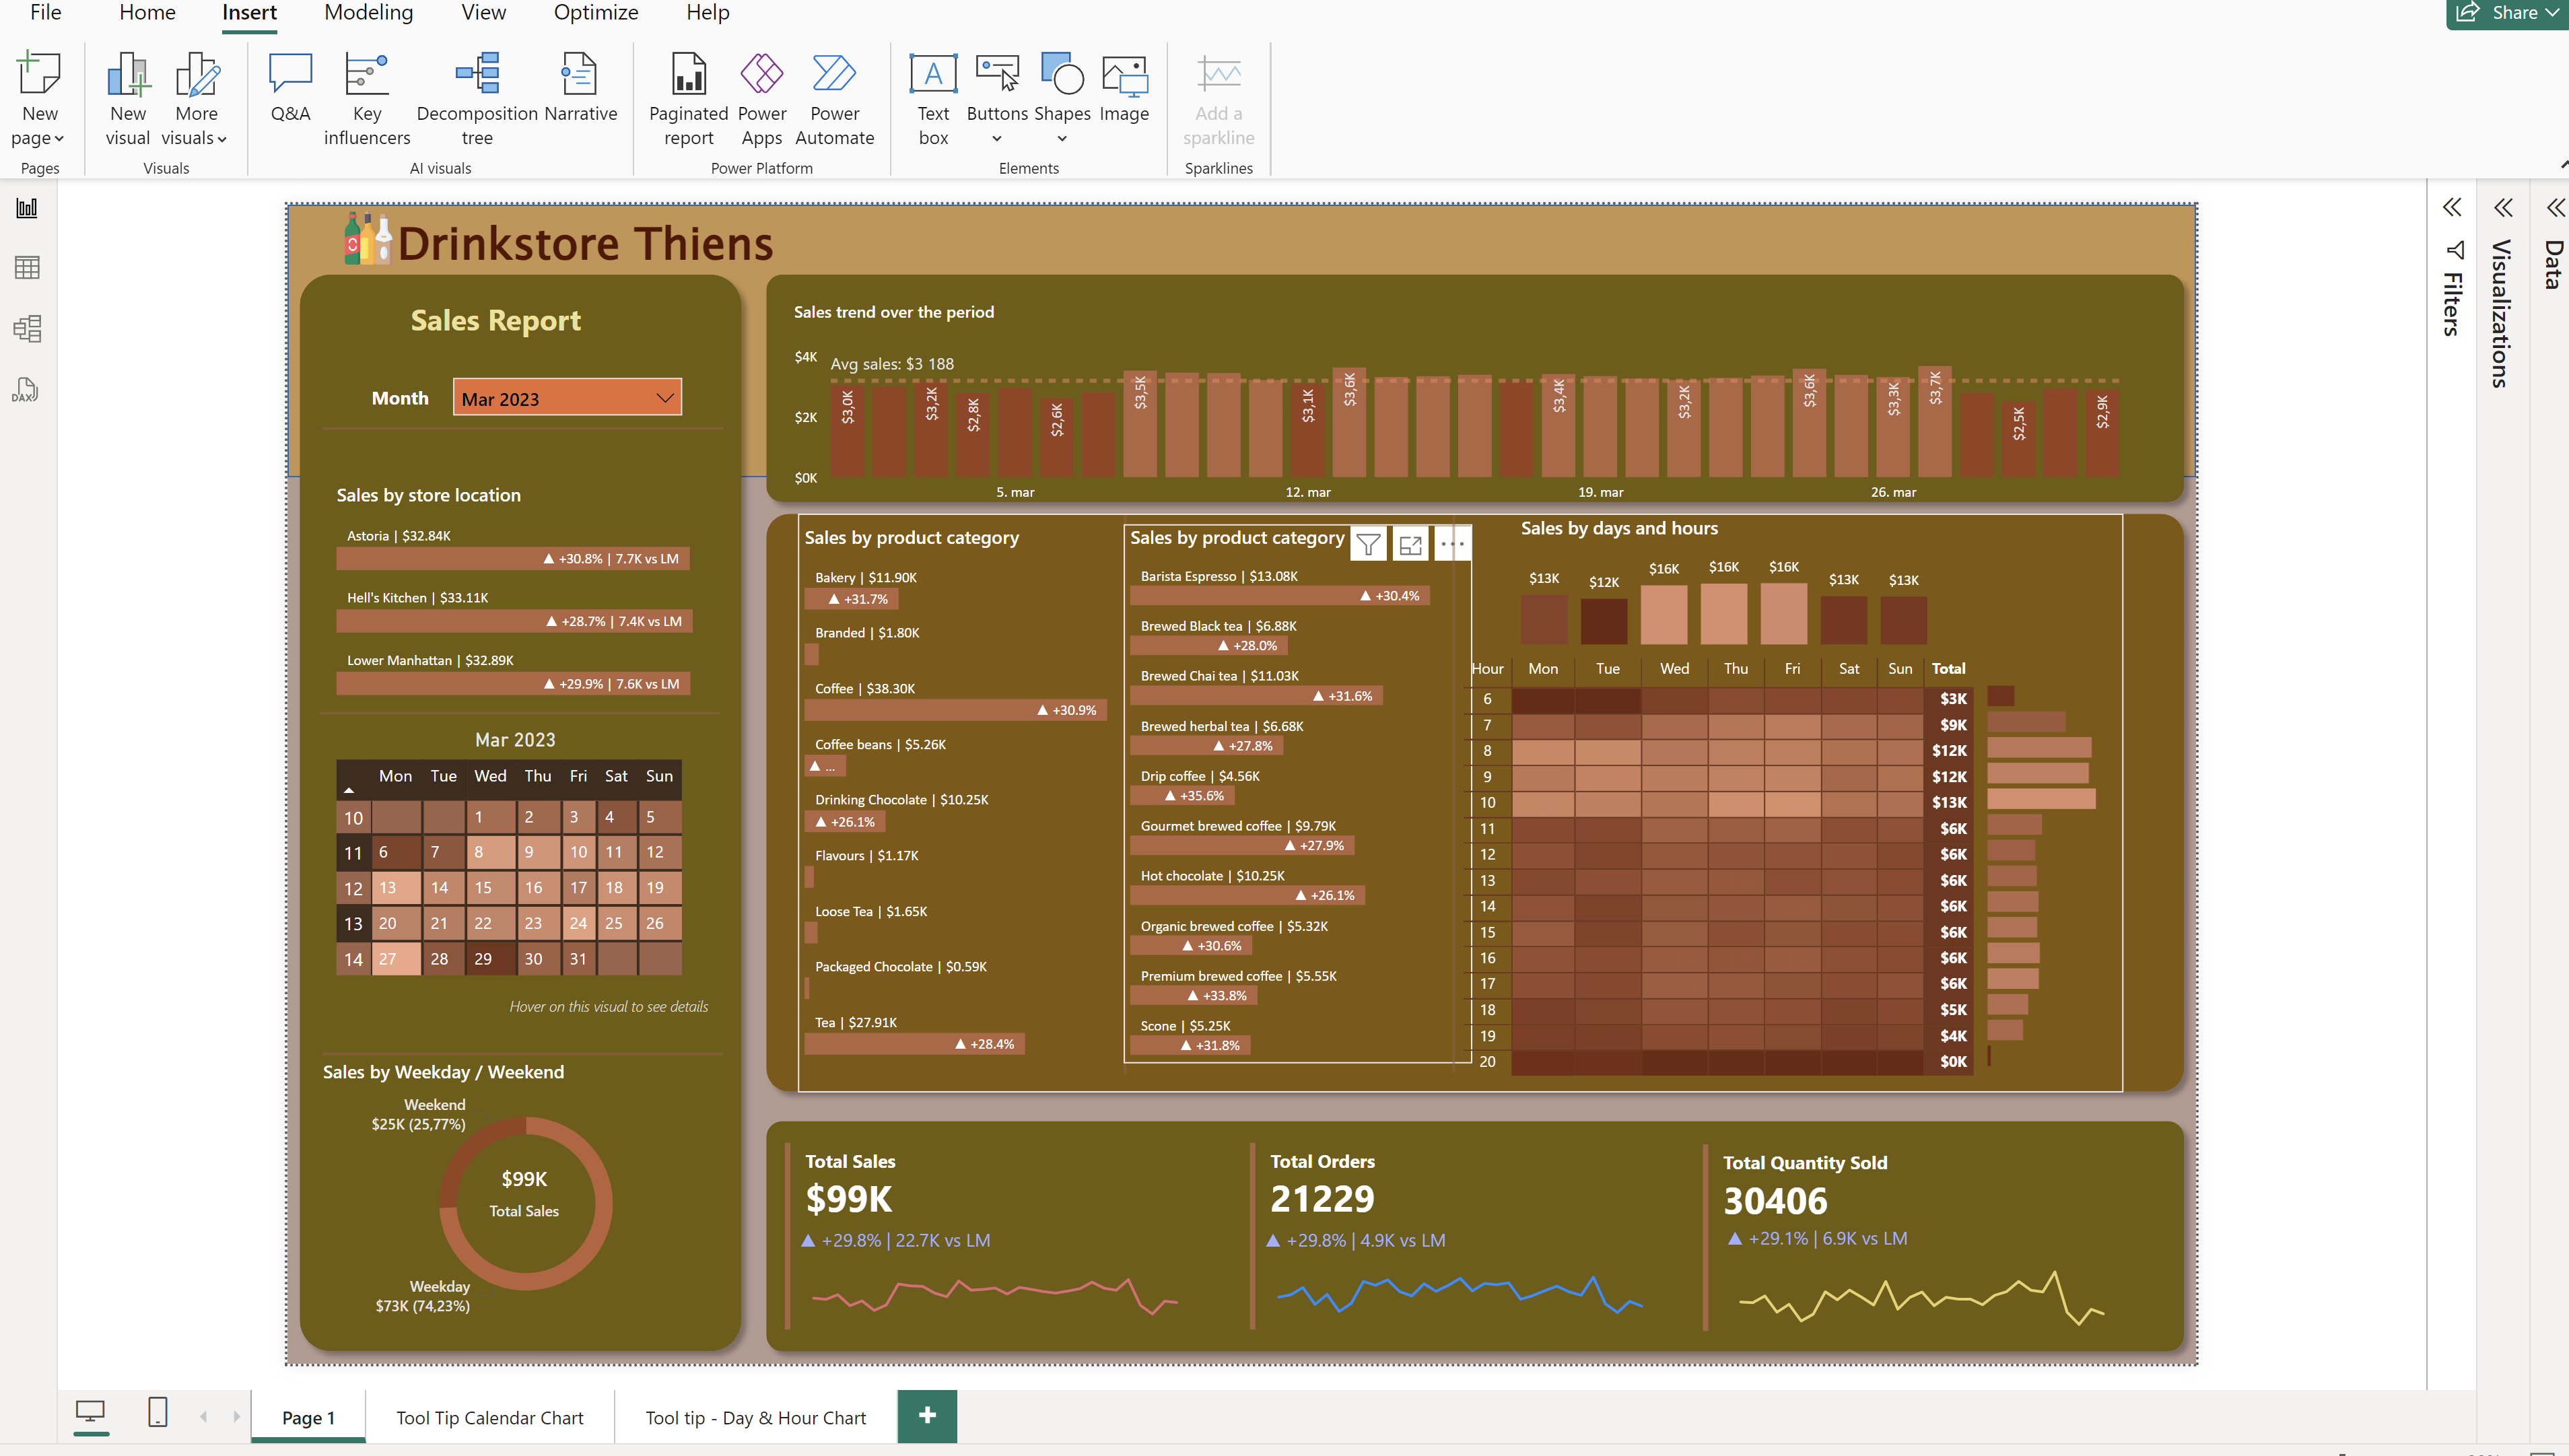 File Home Insert Modeling View Optimize Help
Share
New page
New visual
More visuals
Q&A
Key influencers
Decomposition tree
Narrative
Paginated report
Power Apps
Power Automate
Text box
Buttons
Shapes
Image
Add a sparkline
Pages Visuals AI visuals Power Platform Elements Sparklines
DAX
Filters
Visualizations
Data
Drinkstore Thiens
Sales Report
Month
Mar 2023
Sales by store location
Astoria | $32.84K
▲ +30.8% | 7.7K vs LM
Hell's Kitchen | $33.11K
▲ +28.7% | 7.4K vs LM
Lower Manhattan | $32.89K
▲ +29.9% | 7.6K vs LM
Mar 2023
Mon Tue Wed Thu Fri Sat Sun
10 1 2 3 4 5
11 6 7 8 9 10 11 12
12 13 14 15 16 17 18 19
13 20 21 22 23 24 25 26
14 27 28 29 30 31
Hover on this visual to see details
Sales by Weekday / Weekend
Weekend
$25K (25,77%)
$99K
Total Sales
Weekday
$73K (74,23%)
Sales trend over the period
$4K
$2K
$0K
Avg sales: $3 188
$3,0K $3,2K $2,8K $2,6K $3,5K $3,1K $3,6K $3,4K $3,2K $3,6K $3,3K $3,7K $2,5K $2,9K
5. mar 12. mar 19. mar 26. mar
Sales by product category
Bakery | $11.90K
▲ +31.7%
Branded | $1.80K
Coffee | $38.30K
▲ +30.9%
Coffee beans | $5.26K
▲ ...
Drinking Chocolate | $10.25K
▲ +26.1%
Flavours | $1.17K
Loose Tea | $1.65K
Packaged Chocolate | $0.59K
Tea | $27.91K
▲ +28.4%
Sales by product category
Barista Espresso | $13.08K
▲ +30.4%
Brewed Black tea | $6.88K
▲ +28.0%
Brewed Chai tea | $11.03K
▲ +31.6%
Brewed herbal tea | $6.68K
▲ +27.8%
Drip coffee | $4.56K
▲ +35.6%
Gourmet brewed coffee | $9.79K
▲ +27.9%
Hot chocolate | $10.25K
▲ +26.1%
Organic brewed coffee | $5.32K
▲ +30.6%
Premium brewed coffee | $5.55K
▲ +33.8%
Scone | $5.25K
▲ +31.8%
Sales by days and hours
$13K $12K $16K $16K $16K $13K $13K
Hour Mon Tue Wed Thu Fri Sat Sun Total
6 $3K
7 $9K
8 $12K
9 $12K
10 $13K
11 $6K
12 $6K
13 $6K
14 $6K
15 $6K
16 $6K
17 $6K
18 $5K
19 $4K
20 $0K
Total Sales
$99K
▲ +29.8% | 22.7K vs LM
Total Orders
21229
▲ +29.8% | 4.9K vs LM
Total Quantity Sold
30406
▲ +29.1% | 6.9K vs LM
Page 1
Tool Tip Calendar Chart
Tool tip - Day & Hour Chart